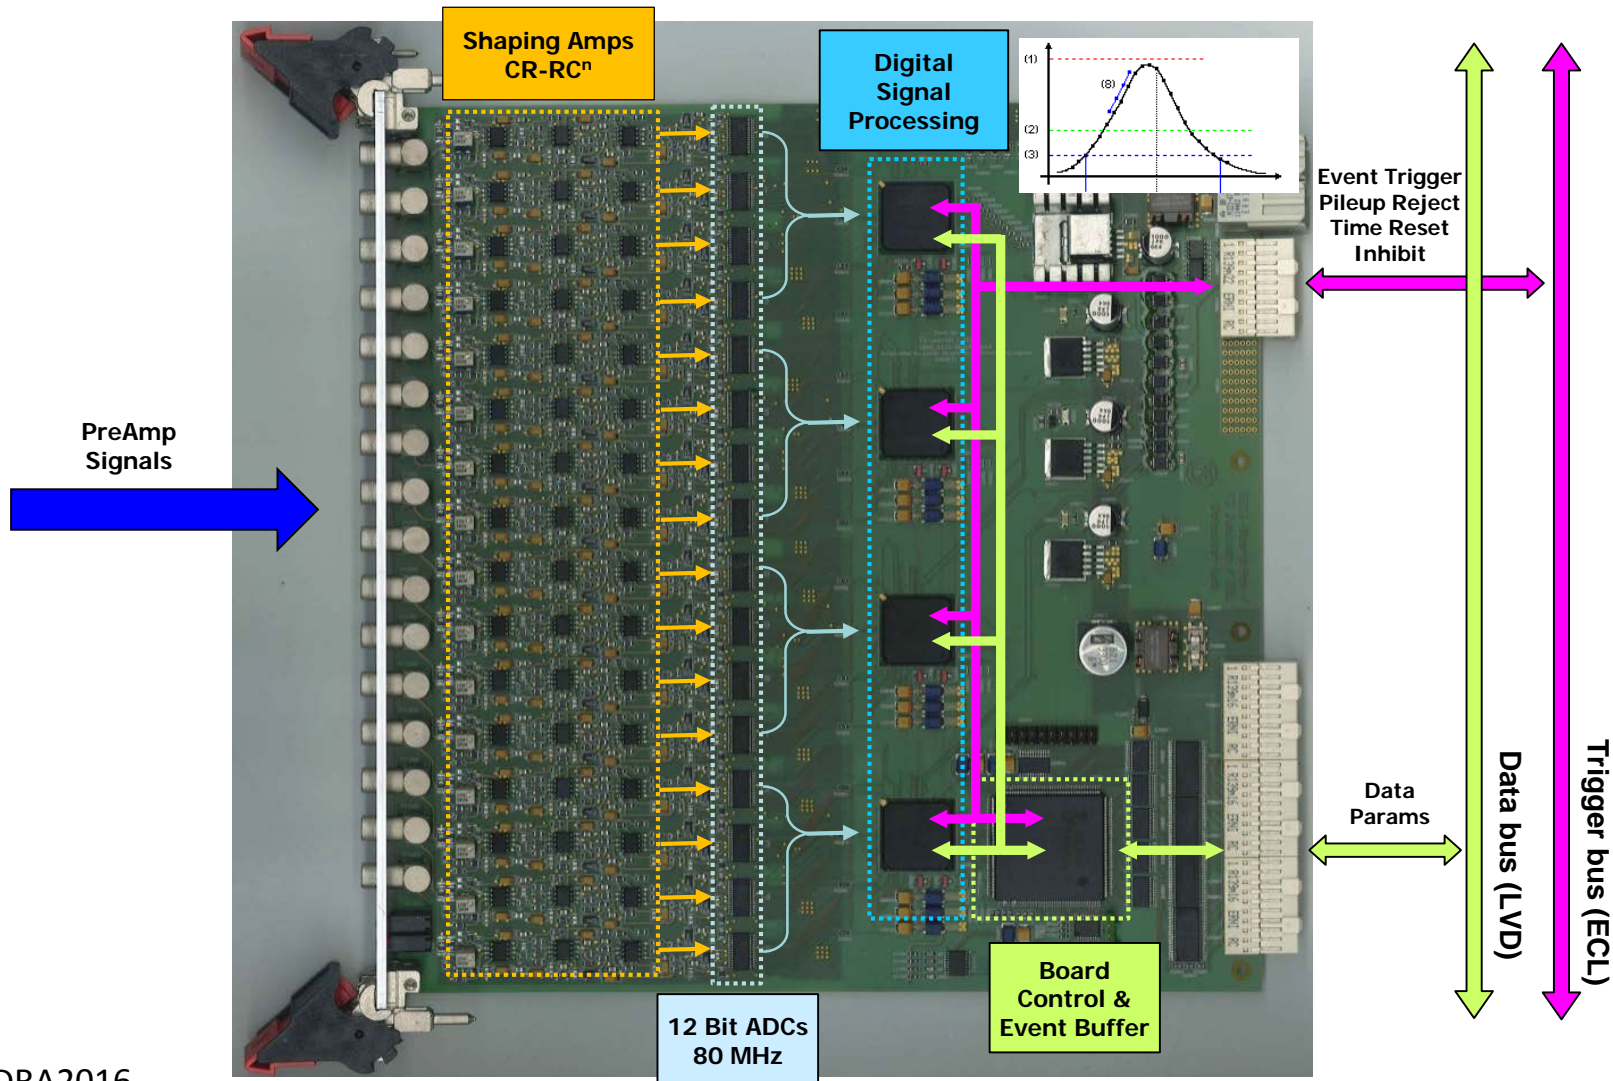 Shaping Amps
CR-RCⁿ
Digital
Signal
Processing
(1)
(8)
(2)
(3)
Event Trigger
Pileup Reject
Time Reset
Inhibit
PreAmp
Signals
Data
Params
Data bus (LVD)
Trigger bus (ECL)
Board
Control &
Event Buffer
12 Bit ADCs
80 MHz